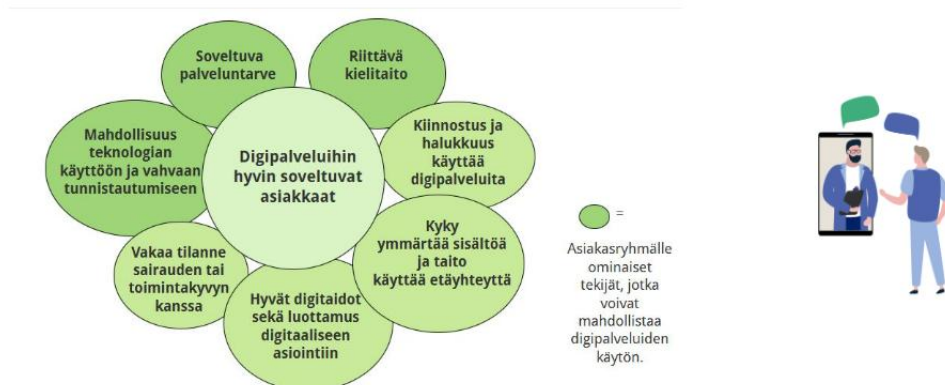 Soveltuva
palveluntarve
Riittävä
kielitaito
Mahdollisuus
teknologian
käyttöön ja vahvaan
tunnistautumiseen
Digipalveluihin
hyvin soveltuvat
asiakkaat
Kiinnostus ja
halukkuus
käyttää
digipalveluita
Kyky
ymmärtää sisältöä
ja taito
käyttää etäyhteyttä
Vakaa tilanne
sairauden tai
toimintakyvyn
kanssa
Hyvät digitaidot
sekä luottamus
digitaaliseen
asiointiin
=
Asiakasryhmälle
ominaiset
tekijät, jotka
voivat
mahdollistaa
digipalveluiden
käytön.